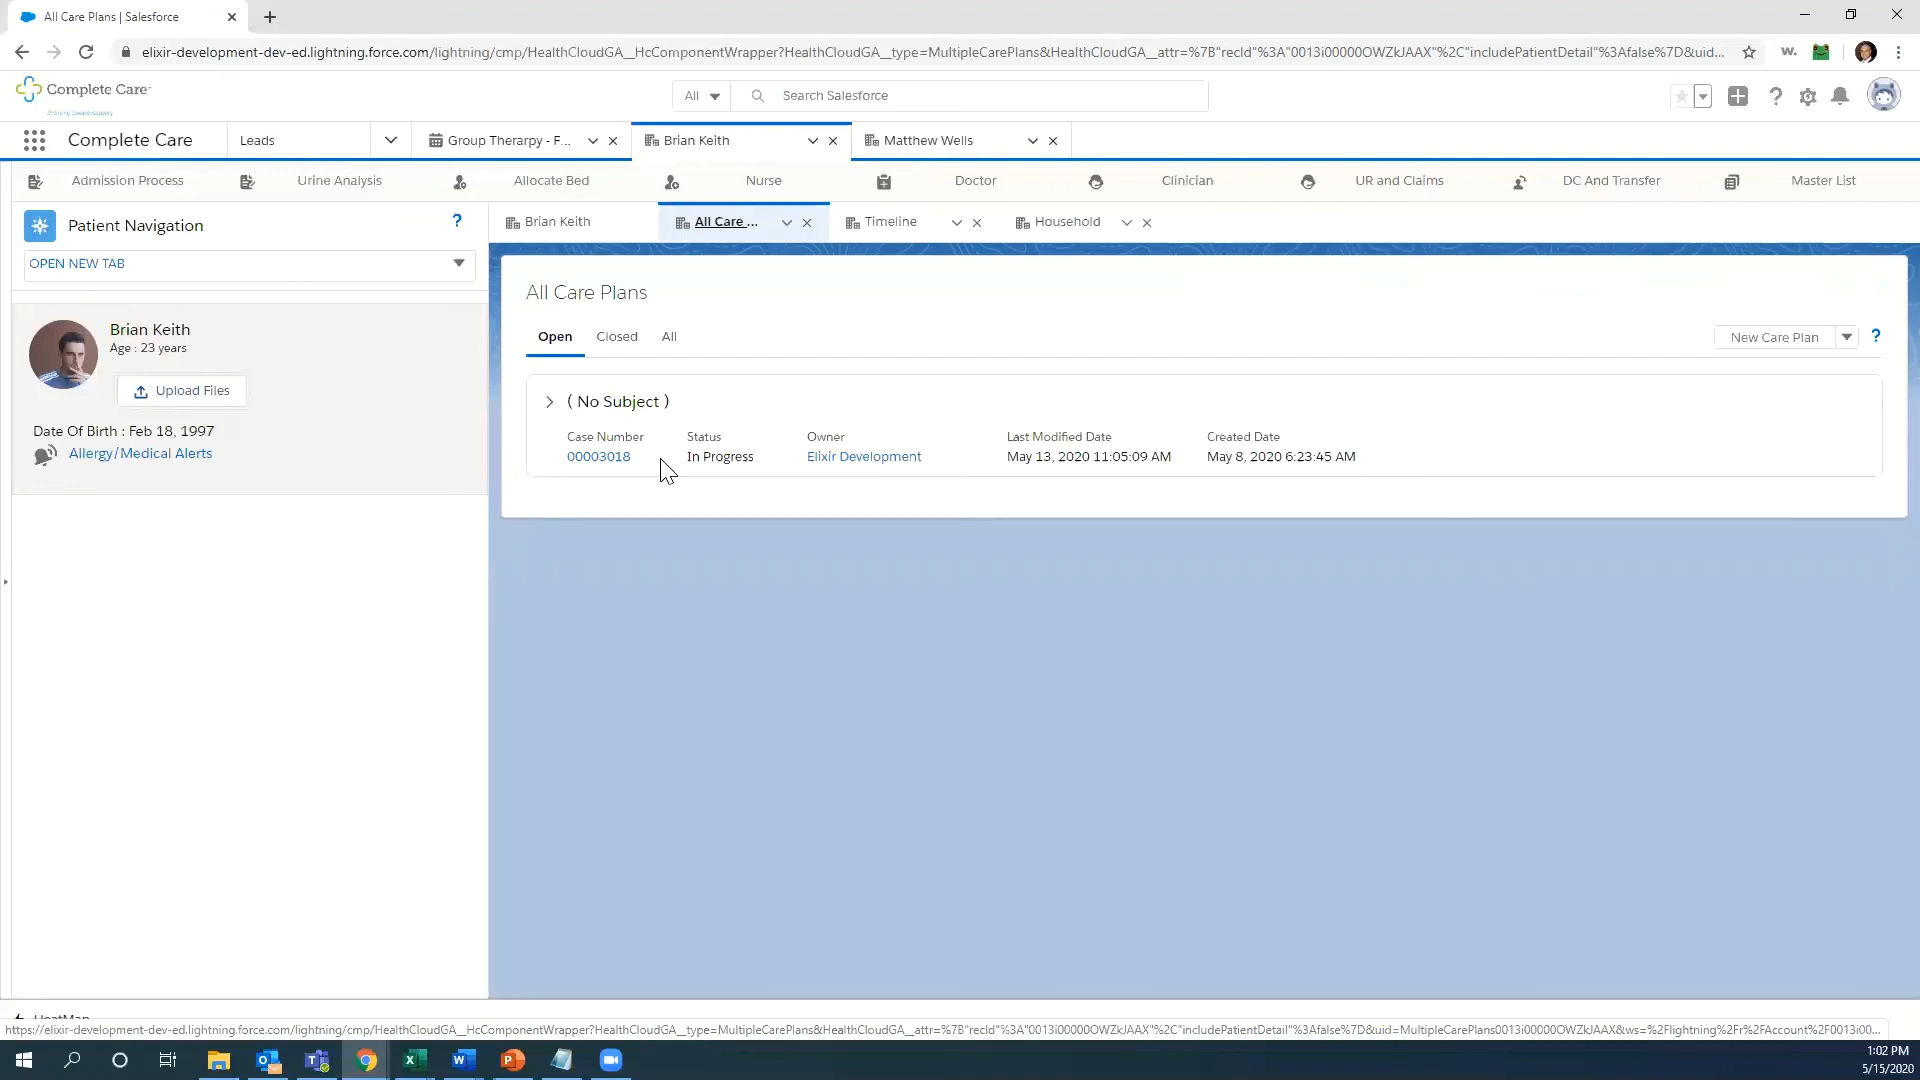 All Care Plans | Salesforce
elixir-development-dev-ed.lightning.force.com/lightning/cmp/HealthCloudGA__HcComponentWrapper?HealthCloudGA__type=MultipleCarePlans&HealthCloudGA__attr=%7B"recId"%3A"0013i00000OWZkJAAX"%2C"includePatientDetail"%3Afalse%7D&uid...
w.
Complete Care
All
Search Salesforce
Complete Care
Leads
Group Therarpy - F...
Brian Keith
Matthew Wells
Admission Process
Urine Analysis
Allocate Bed
Nurse
Doctor
Clinician
UR and Claims
DC And Transfer
Master List
Patient Navigation
?
Brian Keith
All Care ...
Timeline
Household
OPEN NEW TAB
Brian Keith
Age : 23 years
Upload Files
Date Of Birth : Feb 18, 1997
Allergy/Medical Alerts
All Care Plans
Open
Closed
All
New Care Plan
?
( No Subject )
Case Number
Status
Owner
Last Modified Date
Created Date
00003018
In Progress
Elixir Development
May 13, 2020 11:05:09 AM
May 8, 2020 6:23:45 AM
https://elixir-development-dev-ed.lightning.force.com/lightning/cmp/HealthCloudGA__HcComponentWrapper?HealthCloudGA__type=MultipleCarePlans&HealthCloudGA__attr=%7B"recId"%3A"0013i00000OWZkJAAX"%2C"includePatientDetail"%3Afalse%7D&uid=MultipleCarePlans0013i00000OWZkJAAX&ws=%2Flightning%2Fr%2FAccount%2F0013i00...
1:02 PM
5/15/2020